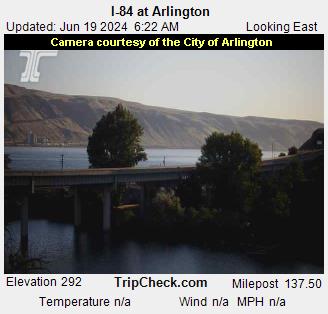 I-84 at Arlington
Updated: Jun 19 2024 6:22 AM Looking East
Camera courtesy of the City of Arlington
Elevation 292 TripCheck.com Milepost 137.50
Temperature n/a Wind n/a MPH n/a